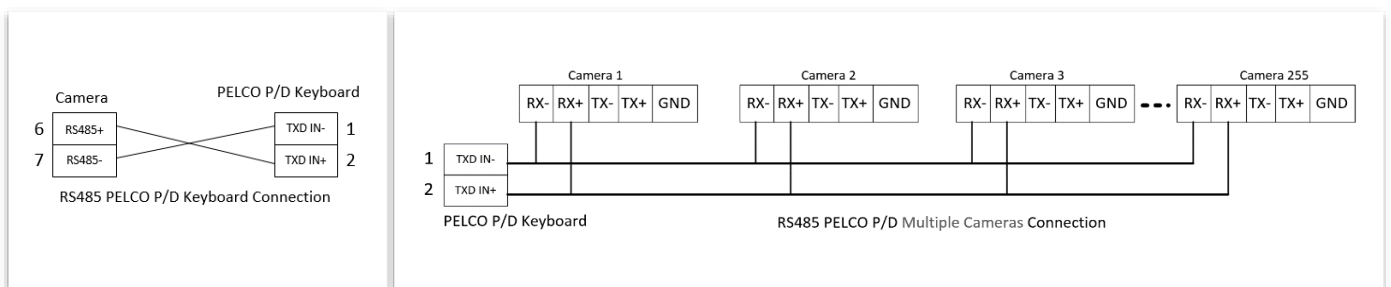 Camera
PELCO P/D Keyboard
6 RS485+ TXD IN- 1
7 RS485- TXD IN+ 2
RS485 PELCO P/D Keyboard Connection
Camera 1 Camera 2 Camera 3 Camera 255
RX- RX+ TX- TX+ GND RX- RX+ TX- TX+ GND RX- RX+ TX- TX+ GND RX- RX+ TX- TX+ GND
1 TXD IN-
2 TXD IN+
PELCO P/D Keyboard
RS485 PELCO P/D Multiple Cameras Connection